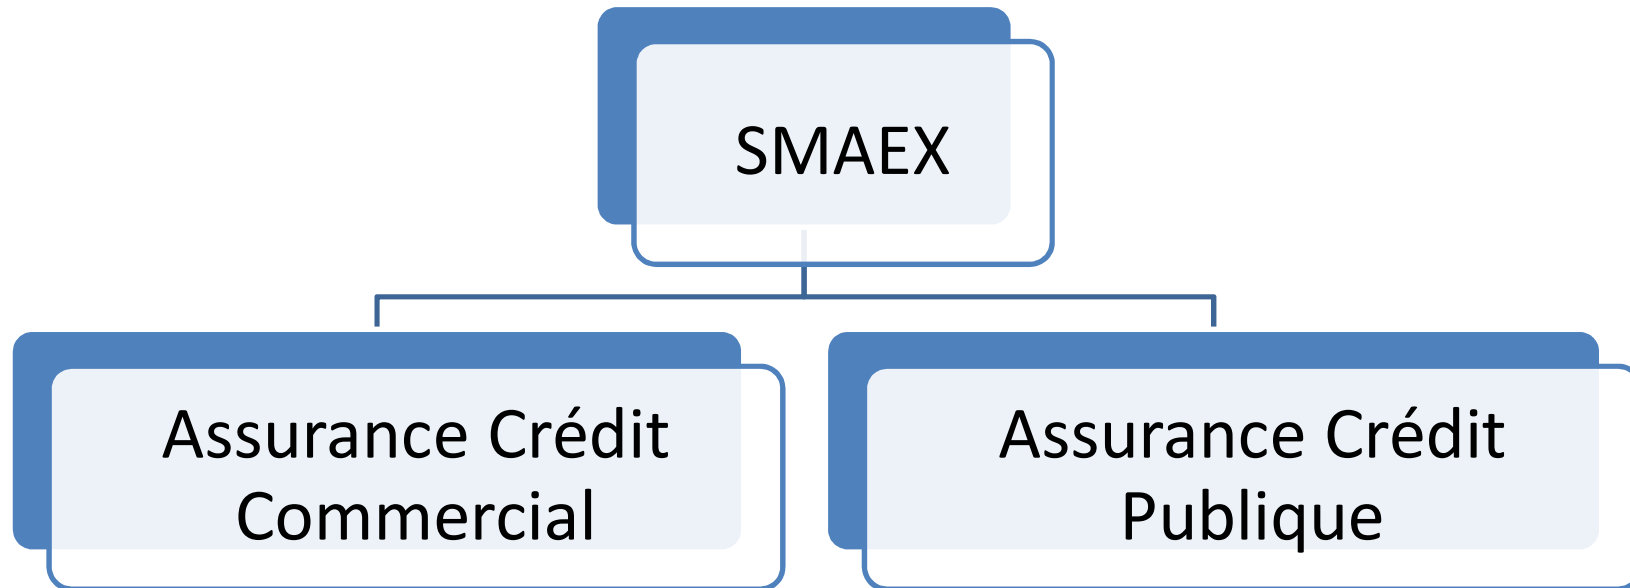 SMAEX
Assurance Crédit
Commercial
Assurance Crédit
Publique